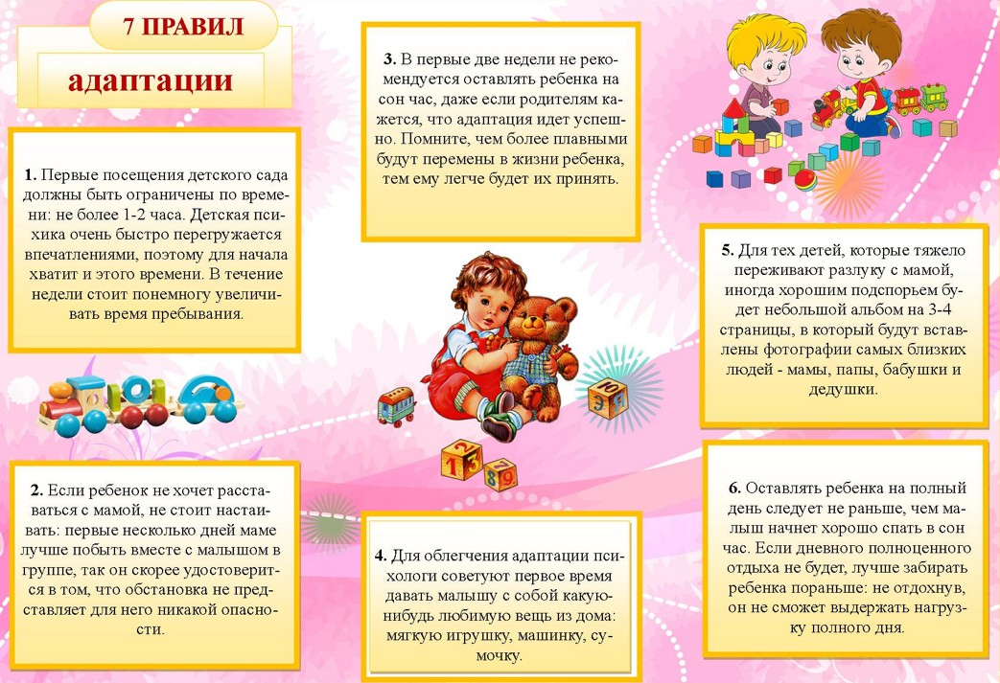 7 ПРАВИЛ
адаптации
1. Первые посещения детского сада
должны быть ограничены по време-
ни: не более 1-2 часа. Детская пси-
хика очень быстро перегружается
впечатлениями, поэтому для начала
хватит и этого времени. В течение
недели стоит понемногу увеличи-
вать время пребывания.
2. Если ребенок не хочет расста-
ваться с мамой, не стоит настаи-
вать: первые несколько дней маме
лучше побыть вместе с малышом в
группе, так он скорее удостоверит-
ся в том, что обстановка не пред-
ставляет для него никакой опасно-
сти.
3. В первые две недели не реко-
мендуется оставлять ребенка на
сон час, даже если родителям ка-
жется, что адаптация идет успеш-
но. Помните, чем более плавными
будут перемены в жизни ребенка,
тем ему легче будет их принять.
10
Э
2
1
3
7
8
9.
4. Для облегчения адаптации пси-
хологи советуют первое время
давать малышу с собой какую-
нибудь любимую вещь из дома:
мягкую игрушку, машинку, су-
мочку.
5. Для тех детей, которые тяжело
переживают разлуку с мамой,
иногда хорошим подспорьем бу-
дет небольшой альбом на 3-4
страницы, в который будут встав-
лены фотографии самых близких
людей - мамы, папы, бабушки и
дедушки.
6. Оставлять ребенка на полный
день следует не раньше, чем ма-
лыш начнет хорошо спать в сон
час. Если дневного полноценного
отдыха не будет, лучше забирать
ребенка пораньше: не отдохнув,
он не сможет выдержать нагруз-
ку полного дня.